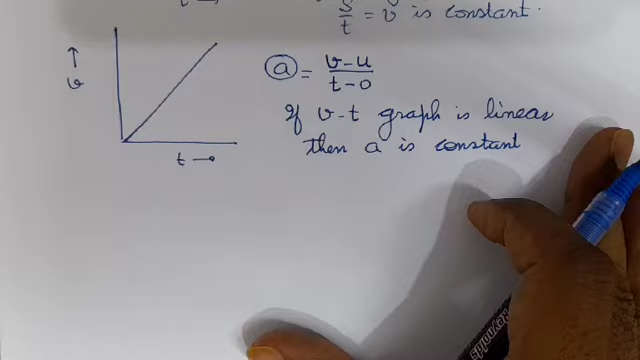 t →
s/t = v is constant.
↑
v
a = v-u / t-0
If v-t graph is linear
then a is constant
t →